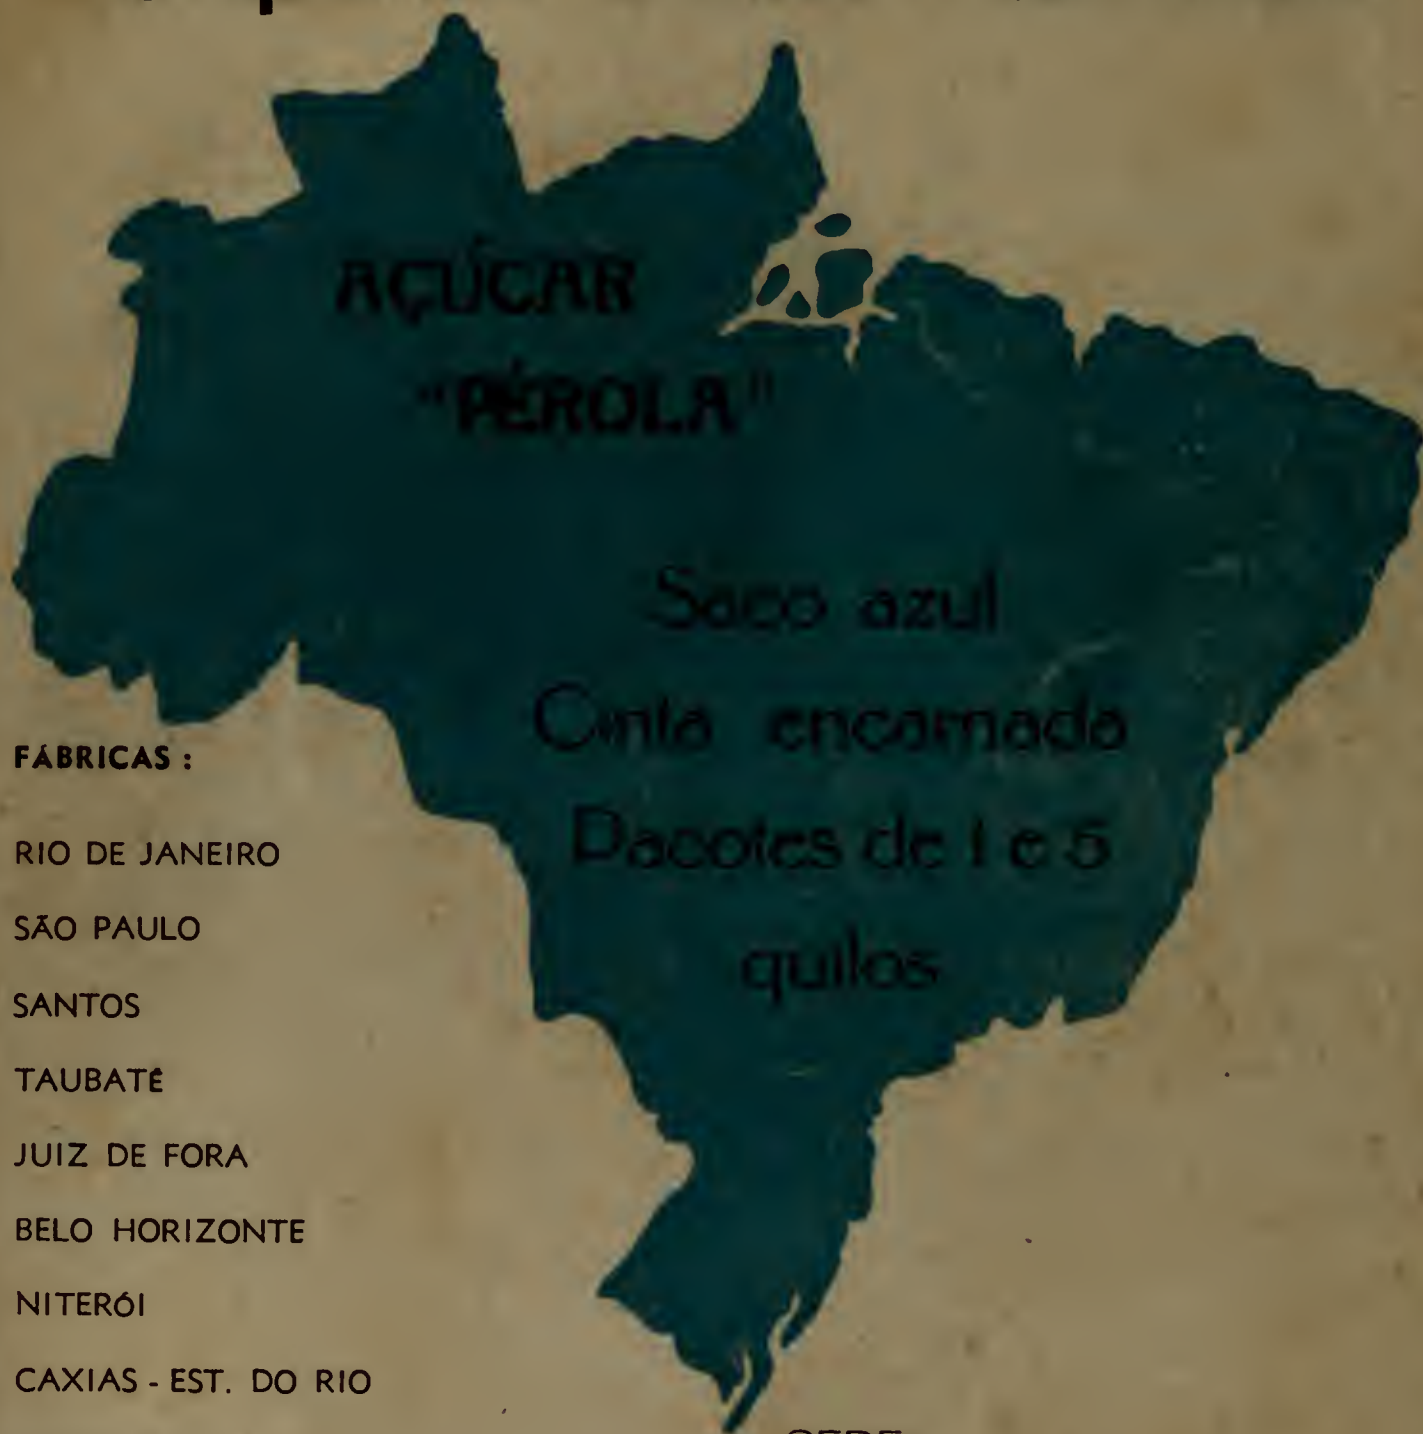 AÇÚCAR
"PÉROLA"
Saco azul
Cinta encarnada
Pacotes de 1 e 5
quilos
FÁBRICAS :
RIO DE JANEIRO
SÃO PAULO
SANTOS
TAUBATÉ
JUIZ DE FORA
BELO HORIZONTE
NITERÓI
CAXIAS - EST. DO RIO